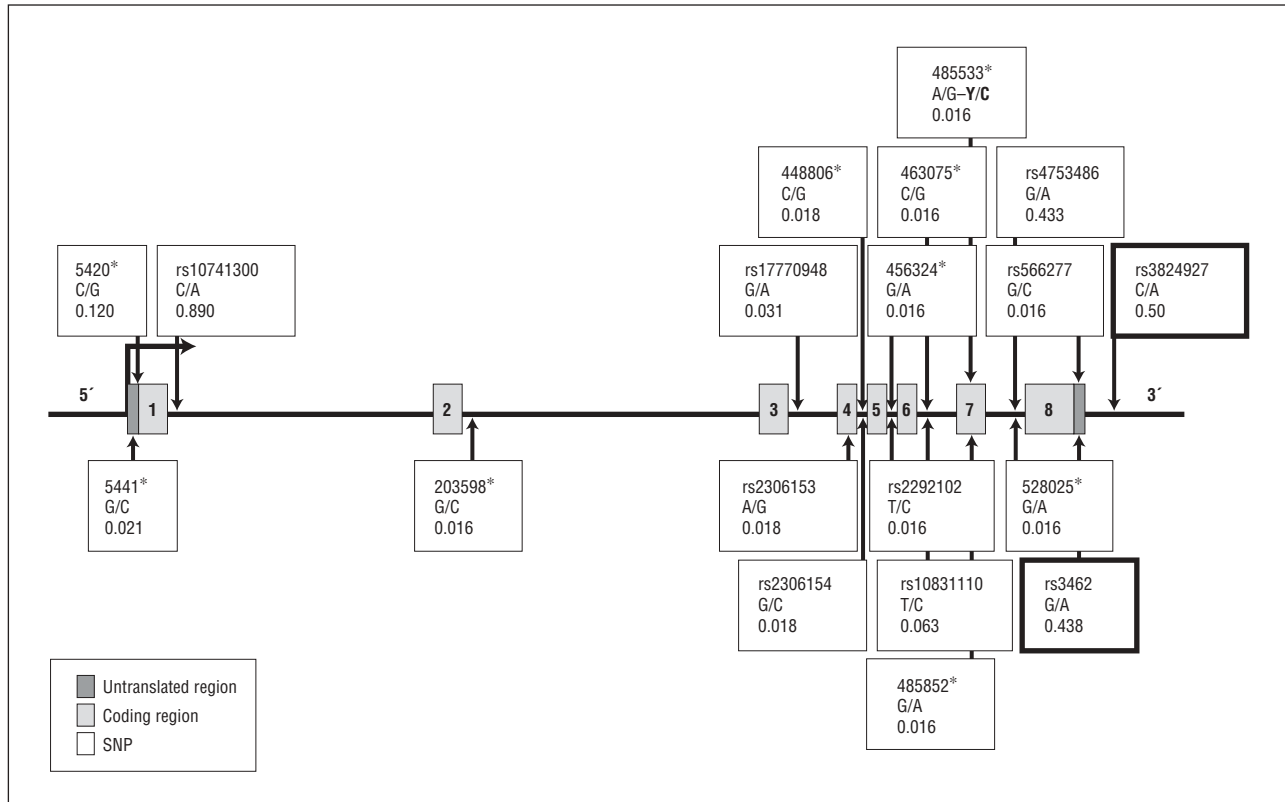 485533*
A/G–Y/C
0.016
448806*
C/G
0.018
463075*
C/G
0.016
rs4753486
G/A
0.433
5420*
C/G
0.120
rs10741300
C/A
0.890
rs17770948
G/A
0.031
456324*
G/A
0.016
rs566277
G/C
0.016
rs3824927
C/A
0.50
5´
1
2
3
4
5
6
7
8
3´
5441*
G/C
0.021
203598*
G/C
0.016
rs2306153
A/G
0.018
rs2292102
T/C
0.016
528025*
G/A
0.016
rs2306154
G/C
0.018
rs10831110
T/C
0.063
rs3462
G/A
0.438
485852*
G/A
0.016
Untranslated region
Coding region
SNP